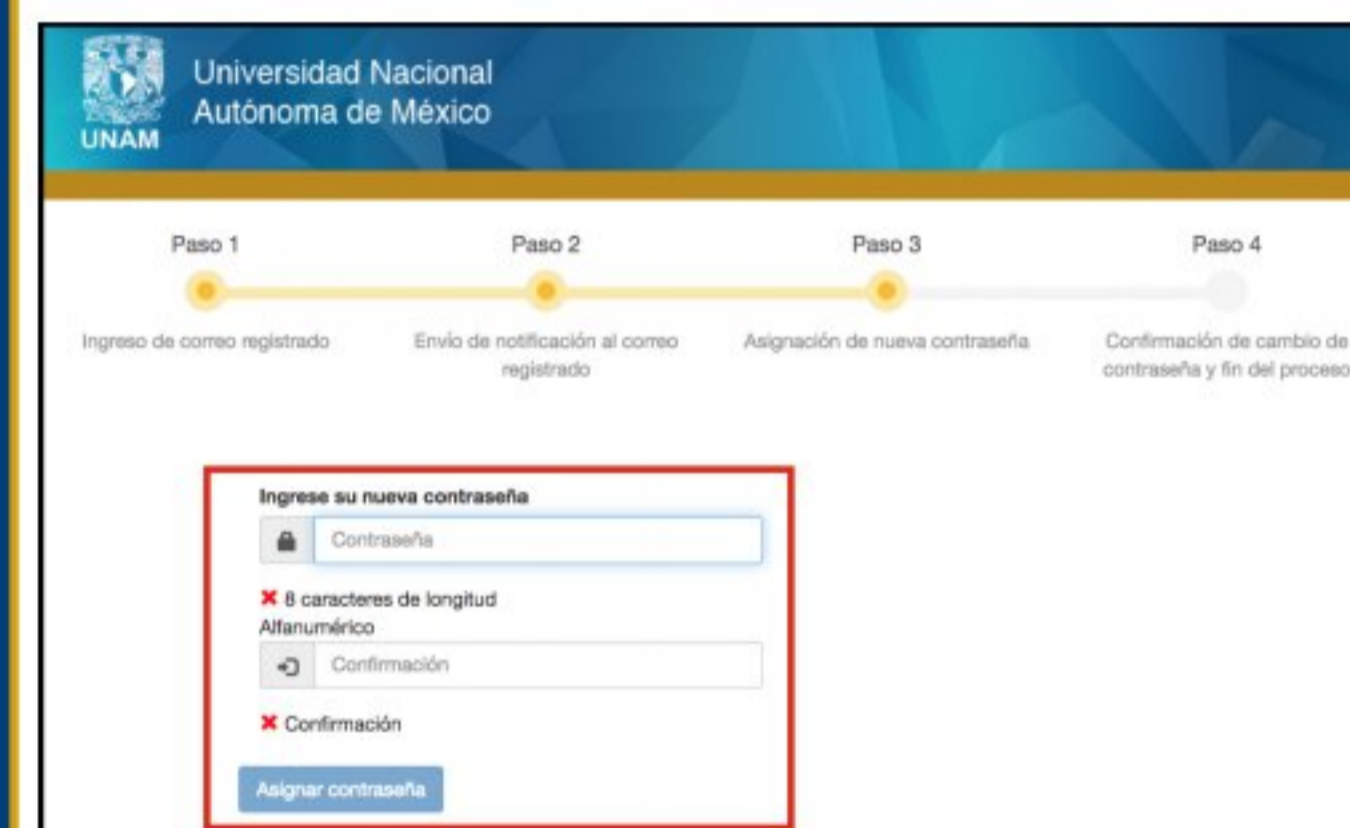 Universidad Nacional
Autónoma de México
UNAM
Paso 1
Paso 2
Paso 3
Paso 4
Ingreso de correo registrado
Envío de notificación al correo
registrado
Asignación de nueva contraseña
Confirmación de cambio de
contraseña y fin del proceso
Ingrese su nueva contraseña
Contraseña
8 caracteres de longitud
Alfanumérico
Confirmación
Confirmación
Asignar contraseña